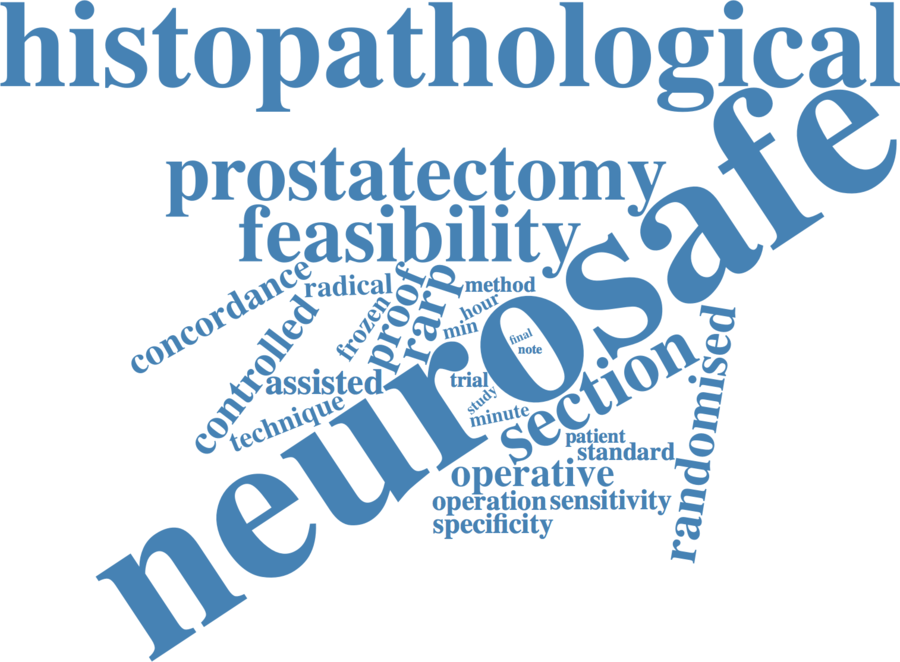 histopathological
neurosafe
prostatectomy
feasibility
concordance
radical
proof
rarp
method
hour
min
frozen
controlled
final
note
assisted
trial
study
minute
technique
section
randomised
patient
standard
operative
operation
sensitivity
specificity